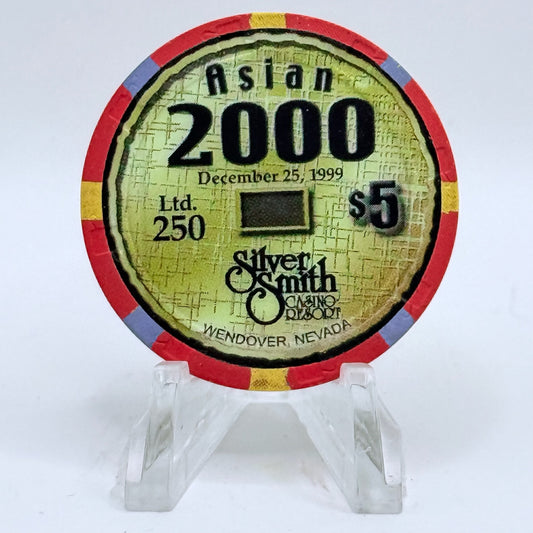 Asian
2000
December 25, 1999
Ltd.
250
$5
Silver
Smith
CASINO
RESORT
WENDOVER, NEVADA